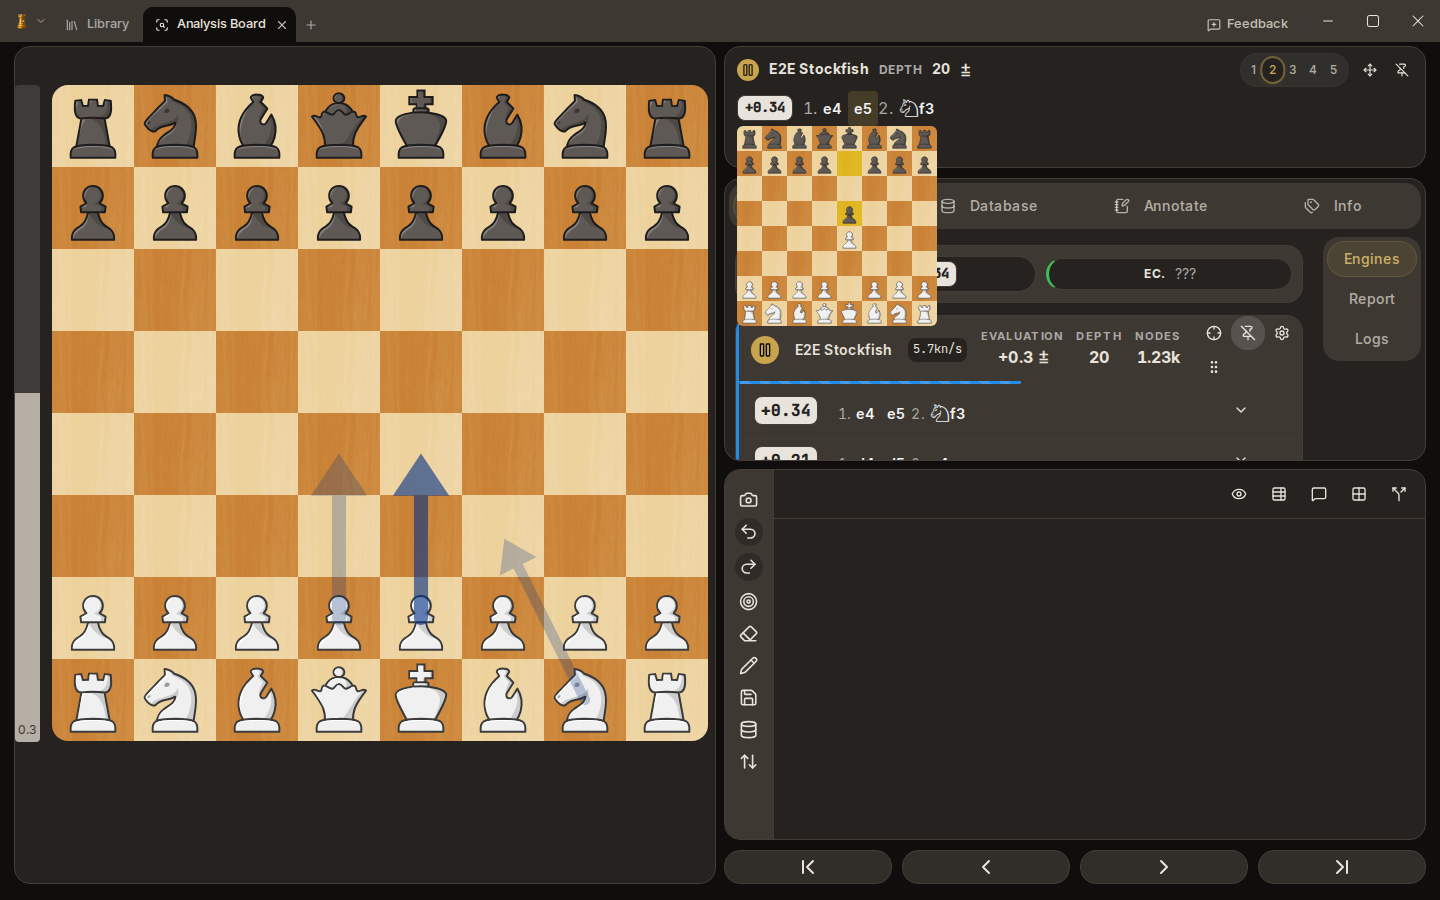 Library
Analysis Board
Feedback
E2E Stockfish DEPTH 20 ±
1 2 3 4 5
+0.34 1. e4 e5 2. ♘f3
Database
Annotate
Info
34
EC. ???
Engines
Report
Logs
E2E Stockfish
5.7kn/s
EVALUATION DEPTH NODES
+0.3 ± 20 1.23k
+0.34 1. e4 e5 2. ♘f3
0.3